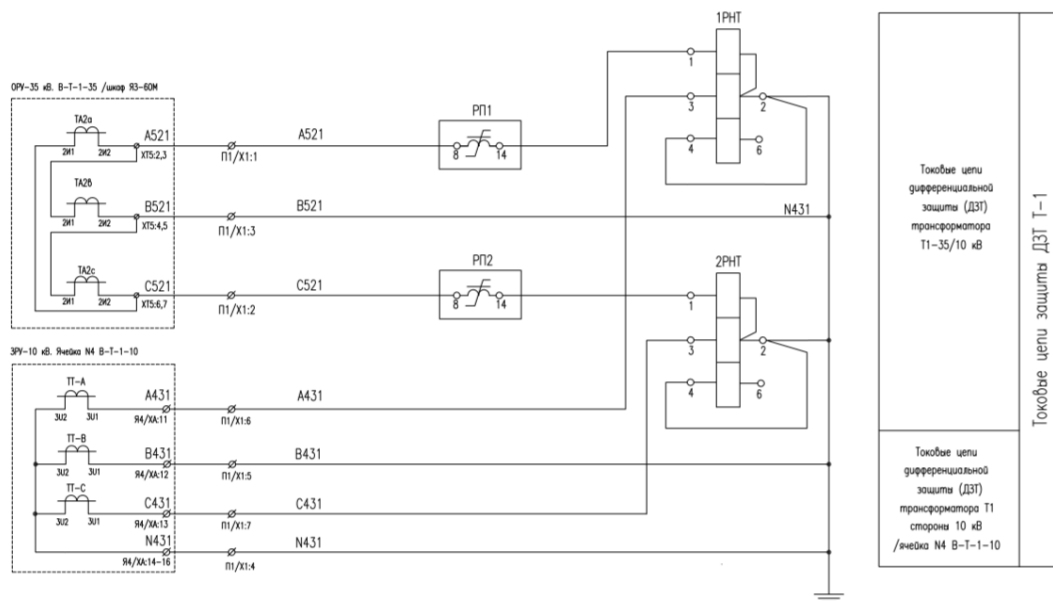 1РНТ
ОРУ-35 кВ. В-Т-1-35 /шкаф ЯЗ-60М
ТА2а
А521
2И1
2И2
ХТ5:2,3
П1/Х1:1
А521
РП1
8
14
1
3
2
4
6
ТА2в
В521
2И1
2И2
ХТ5:4,5
П1/Х1:3
В521
N431
ТА2с
С521
2И1
2И2
ХТ5:6,7
П1/Х1:2
С521
РП2
8
14
2РНТ
1
3
2
4
6
ЗРУ-10 кВ. Ячейка N4 В-Т-1-10
ТТ-А
А431
3U2
3U1
Я4/ХА:11
П1/Х1:6
А431
ТТ-В
В431
3U2
3U1
Я4/ХА:12
П1/Х1:5
В431
ТТ-С
С431
3U2
3U1
Я4/ХА:13
П1/Х1:7
С431
N431
Я4/ХА:14-16
П1/Х1:4
N431
Токовые цепи
дифференциальной
защиты (ДЗТ)
трансформатора
Т1-35/10 кВ
Токовые цепи
дифференциальной
защиты (ДЗТ)
трансформатора Т1
стороны 10 кВ
/ячейка N4 В-Т-1-10
Токовые цепи защиты ДЗТ Т-1